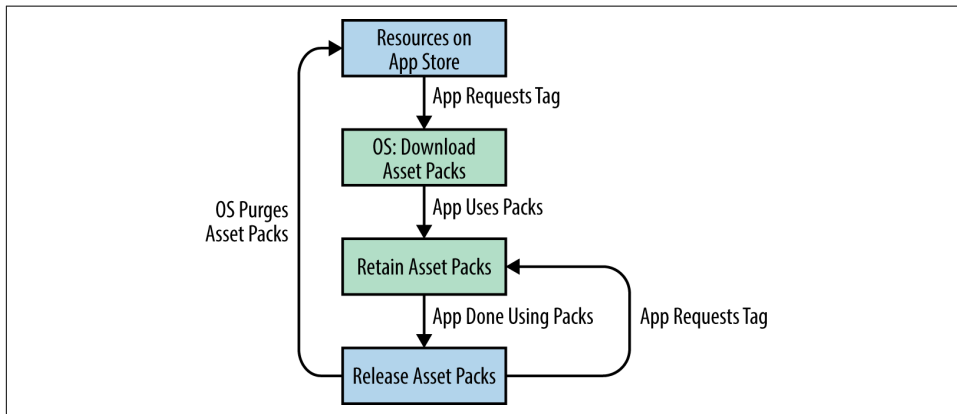 Resources on
App Store
App Requests Tag
OS: Download
Asset Packs
App Uses Packs
OS Purges
Asset Packs
Retain Asset Packs
App Done Using Packs
App Requests Tag
Release Asset Packs